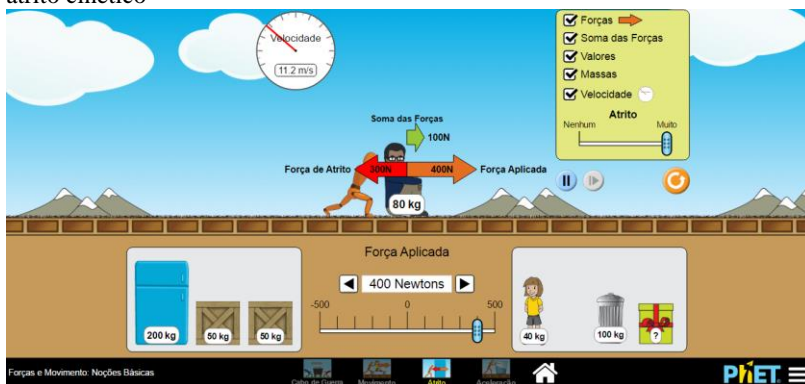 atrito cinético
Velocidade
11.2 m/s
Forças
Soma das Forças
Valores
Massas
Velocidade
Atrito
Nenhum Muito
Soma das Forças
100N
Força de Atrito 300N 400N Força Aplicada
80 kg
Força Aplicada
400 Newtons
-500 0 500
200 kg 50 kg 50 kg
40 kg 100 kg ?
Forças e Movimento: Noções Básicas
Cabo de Guerra Movimento Atrito Aceleração
PhET